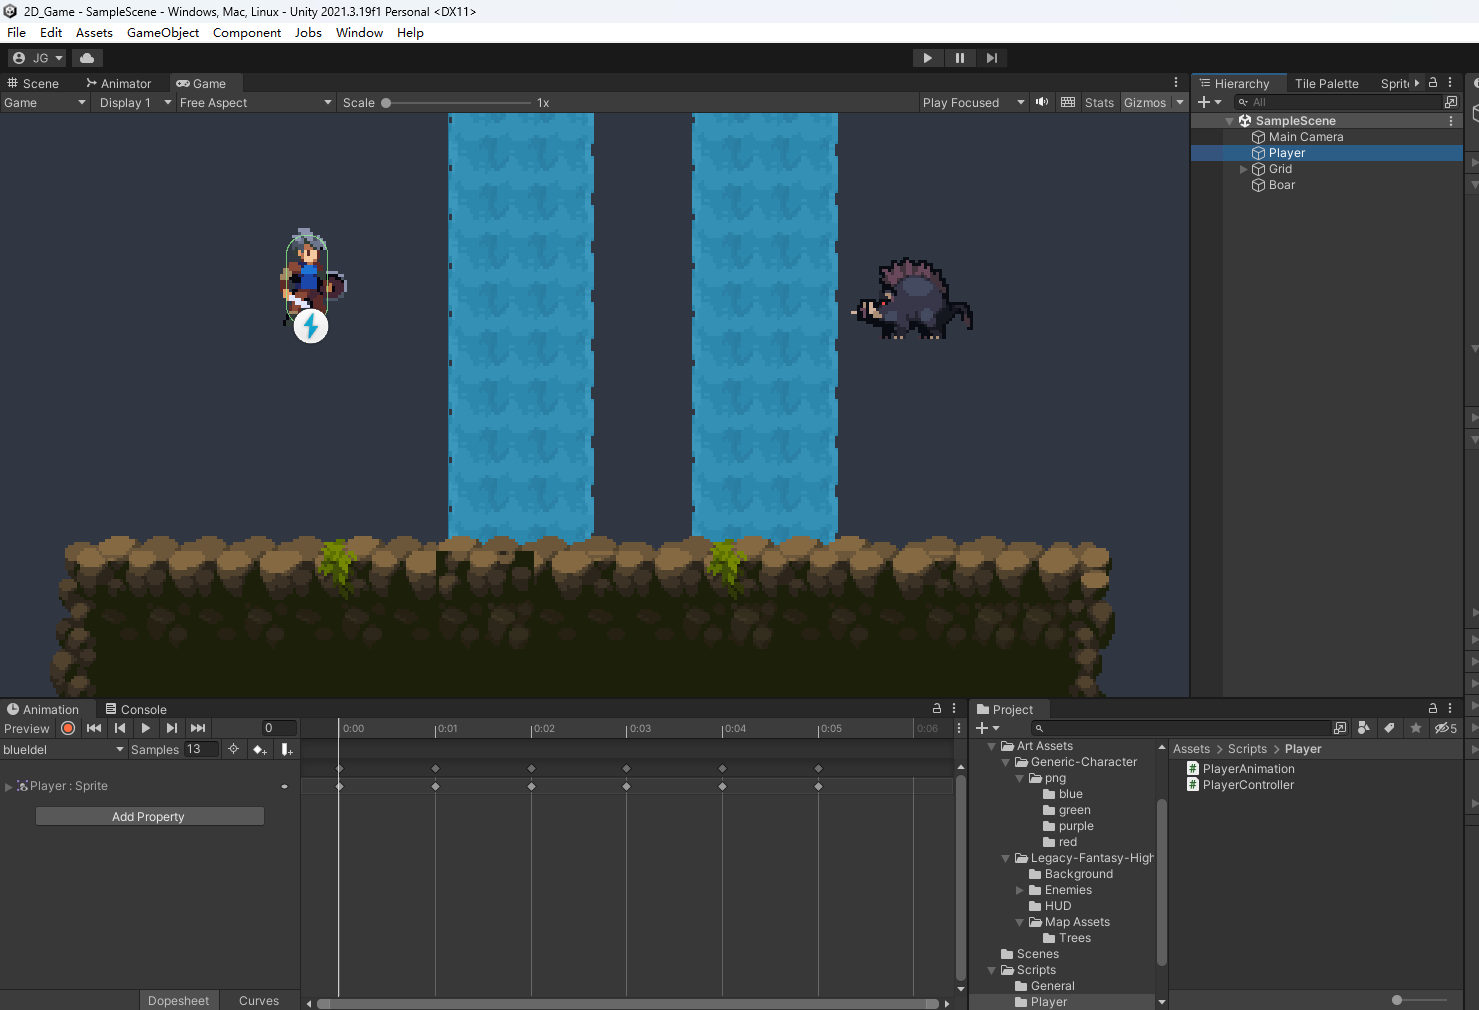 2D_Game - SampleScene - Windows, Mac, Linux - Unity 2021.3.19f1 Personal <DX11>
File Edit Assets GameObject Component Jobs Window Help
JG
Scene Animator Game
Game Display 1 Free Aspect Scale 1x Play Focused Stats Gizmos
Hierarchy Tile Palette Sprite
All
SampleScene
Main Camera
Player
Grid
Boar
Animation Console
Preview 0
blueIdel Samples 13
0:00 0:01 0:02 0:03 0:04 0:05 0:06
Player : Sprite
Add Property
Dopesheet Curves
Project
5
Art Assets
Generic-Character
png
blue
green
purple
red
Legacy-Fantasy-High
Background
Enemies
HUD
Map Assets
Trees
Scenes
Scripts
General
Player
Assets > Scripts > Player
PlayerAnimation
PlayerController